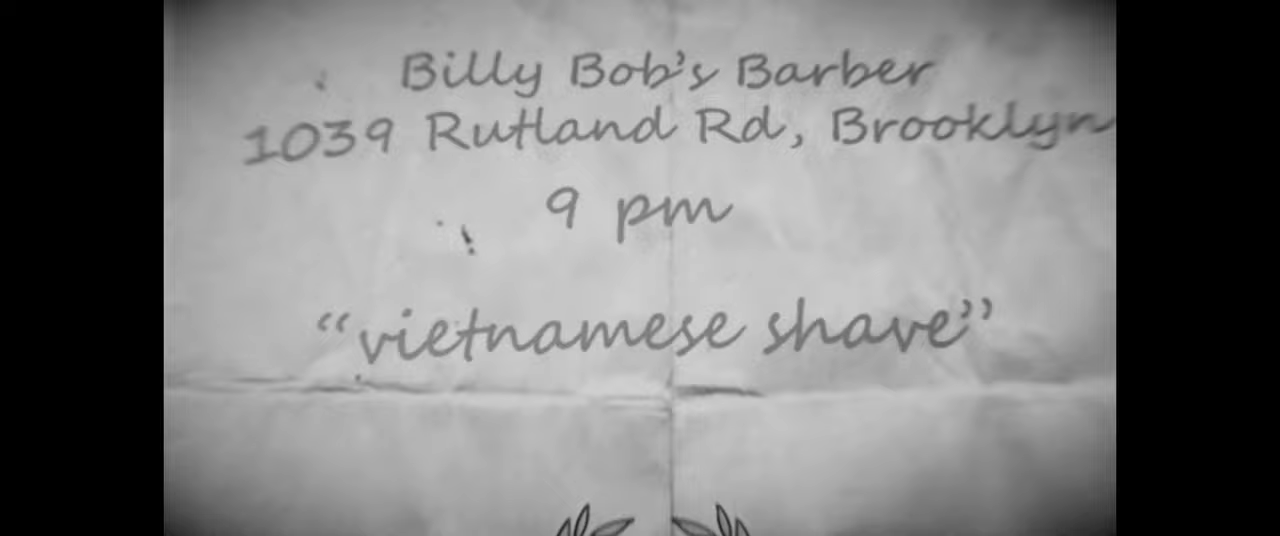 Billy Bob's Barber
1039 Rutland Rd, Brooklyn
9 pm
“vietnamese shave”